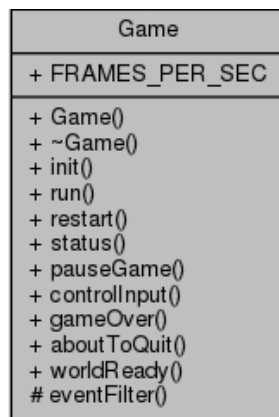 Game
+ FRAMES_PER_SEC
+ Game()
+ ~Game()
+ init()
+ run()
+ restart()
+ status()
+ pauseGame()
+ controlInput()
+ gameOver()
+ aboutToQuit()
+ worldReady()
# eventFilter()